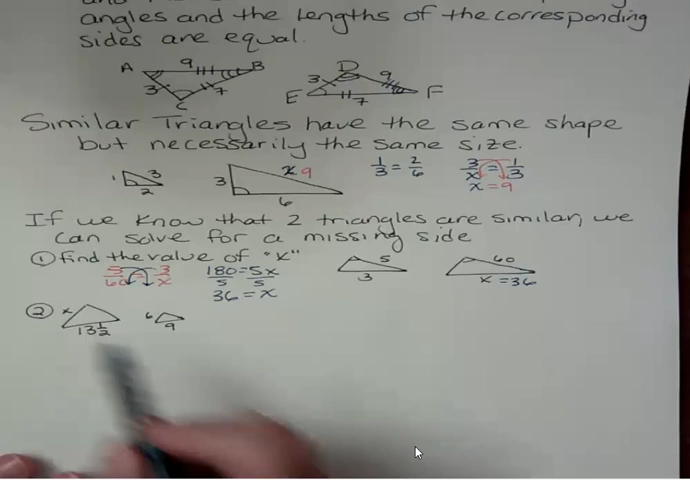 angles and the lengths of the corresponding
sides are equal.
A 9 B 3 7 C
D 3 9 E 7 F
Similar Triangles have the same shape
but necessarily the same size.
1 3 2
3 x 9 6
1/3 = 2/6
3/x = 1/3
x = 9
If we know that 2 triangles are similar, we
can solve for a missing side
① Find the value of "x"
5/60 = 3/x
180 = 5x
5 5
36 = x
5 3
60 x = 36
② x 13 1/2
6 9